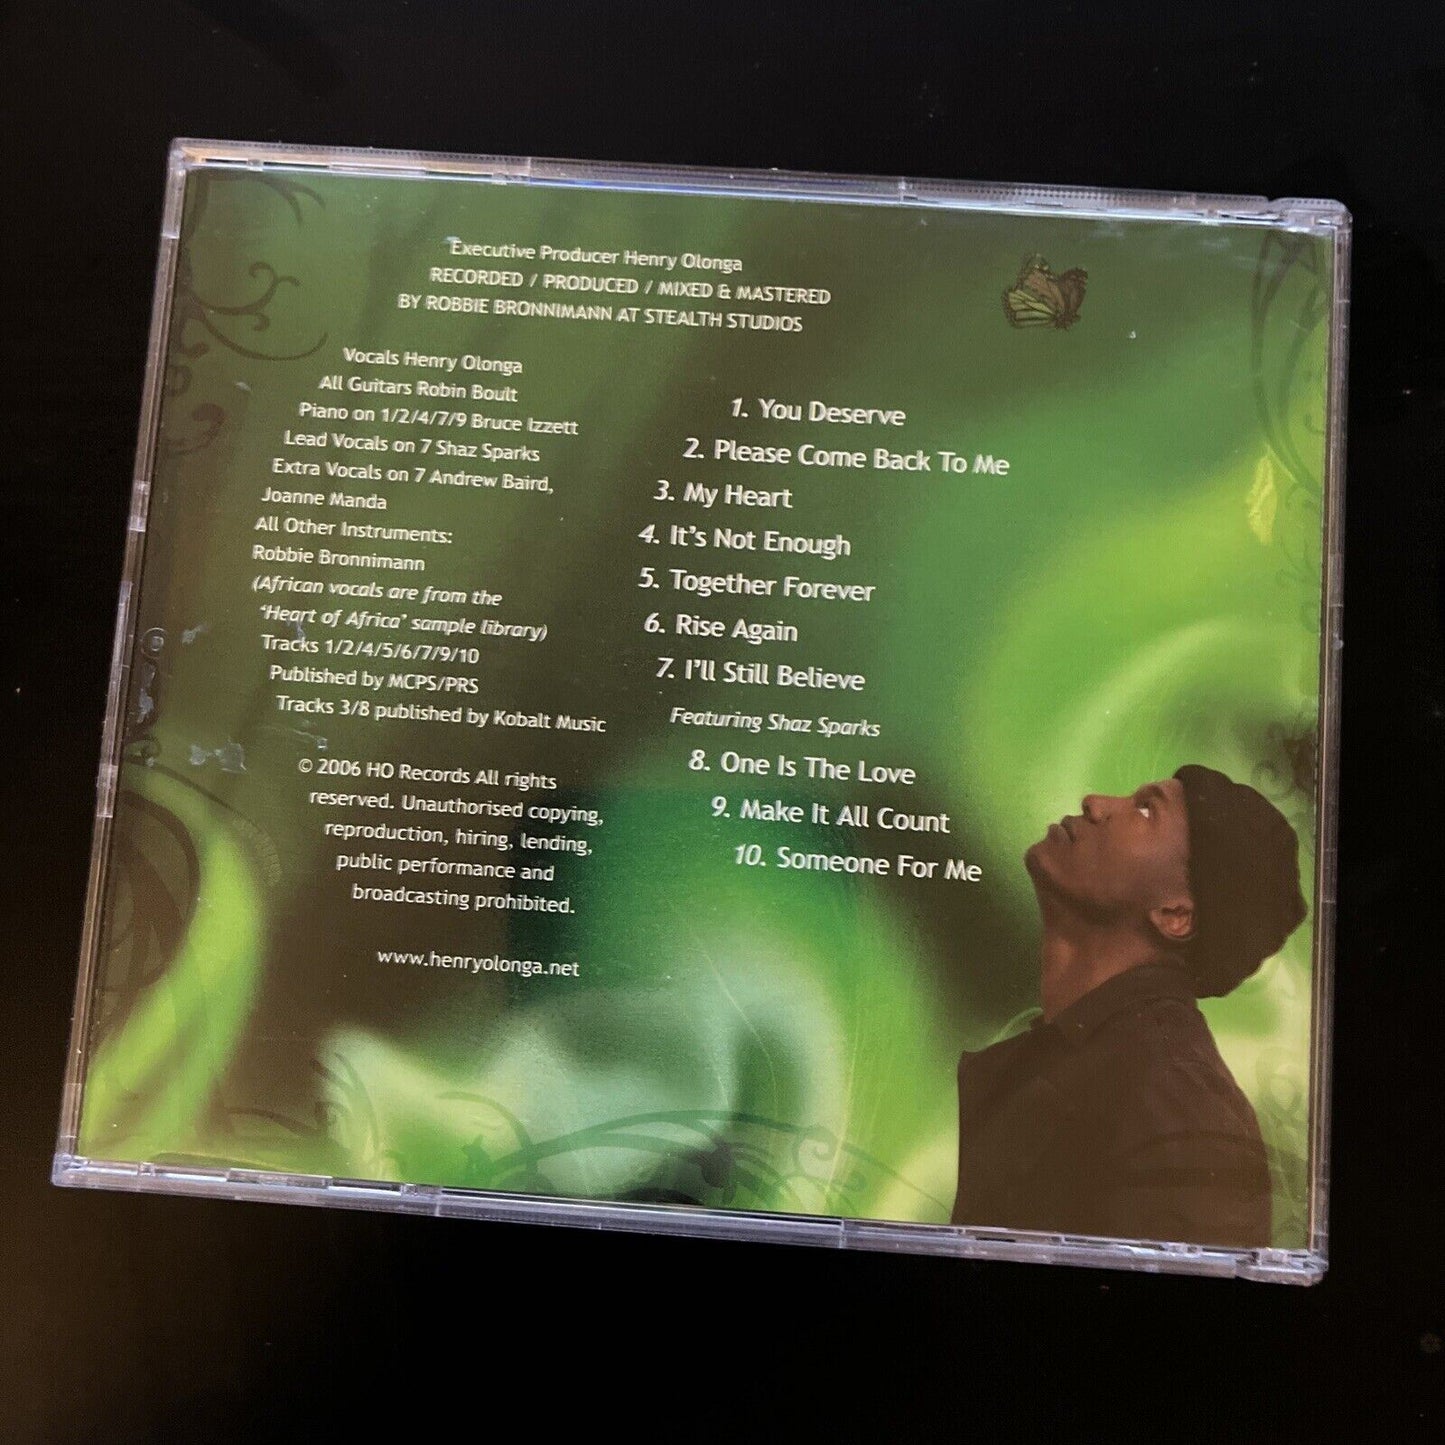 Executive Producer Henry Olonga
RECORDED / PRODUCED / MIXED & MASTERED
BY ROBBIE BRONNIMANN AT STEALTH STUDIOS
Vocals Henry Olonga
All Guitars Robin Boult
Piano on 1/2/4/7/9 Bruce Izzett
Lead Vocals on 7 Shaz Sparks
Extra Vocals on 7 Andrew Baird,
Joanne Manda
All Other Instruments:
Robbie Bronnimann
(African vocals are from the
'Heart of Africa' sample library)
Tracks 1/2/4/5/6/7/9/10
Published by MCPS/PRS
Tracks 3/8 published by Kobalt Music
© 2006 HO Records All rights
reserved. Unauthorised copying,
reproduction, hiring, lending,
public performance and
broadcasting prohibited.
www.henryolonga.net
1. You Deserve
2. Please Come Back To Me
3. My Heart
4. It's Not Enough
5. Together Forever
6. Rise Again
7. I'll Still Believe
Featuring Shaz Sparks
8. One Is The Love
9. Make It All Count
10. Someone For Me